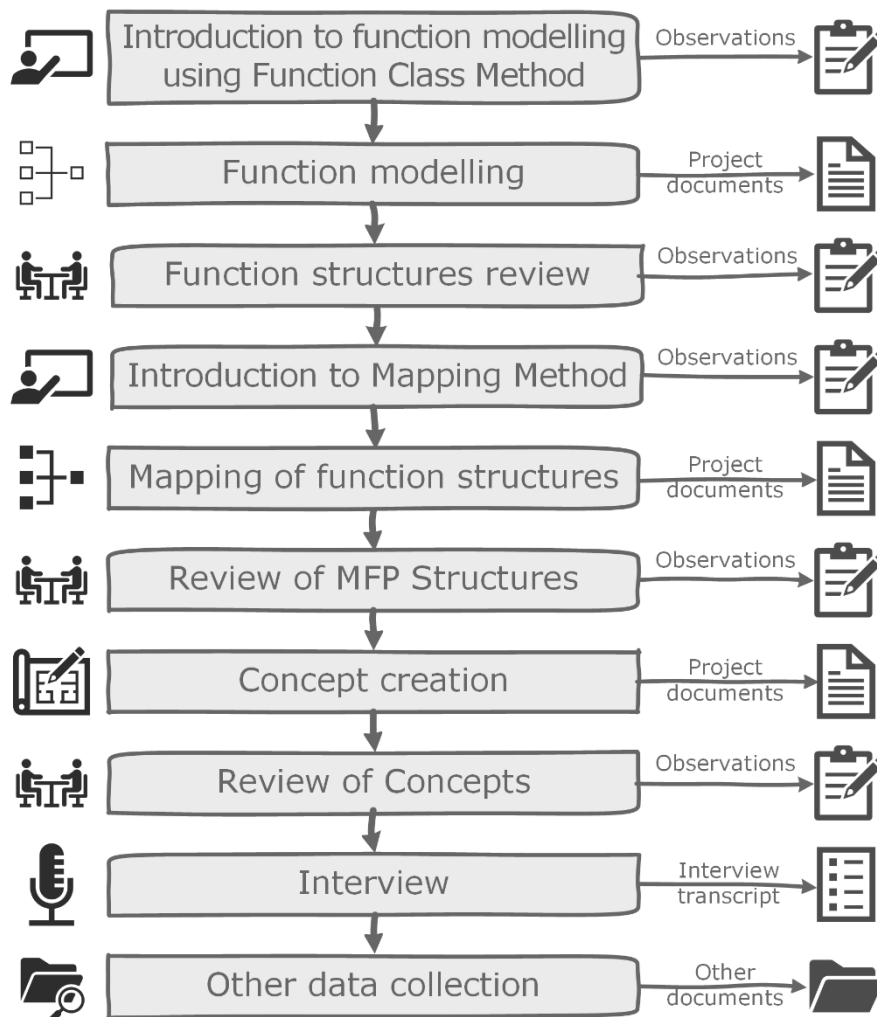 Introduction to function modelling
using Function Class Method
Observations
Function modelling
Project
documents
Function structures review
Observations
Introduction to Mapping Method
Observations
Mapping of function structures
Project
documents
Review of MFP Structures
Observations
Concept creation
Project
documents
Review of Concepts
Observations
Interview
Interview
transcript
Other data collection
Other
documents